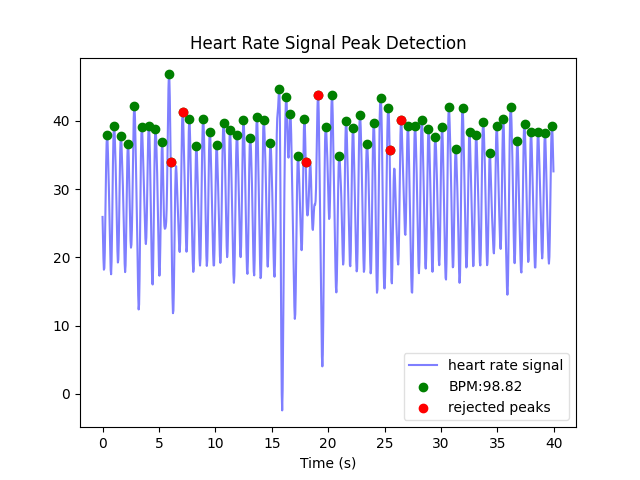 Heart Rate Signal Peak Detection
40
30
20
10
0
heart rate signal
BPM:98.82
rejected peaks
0 5 10 15 20 25 30 35 40
Time (s)